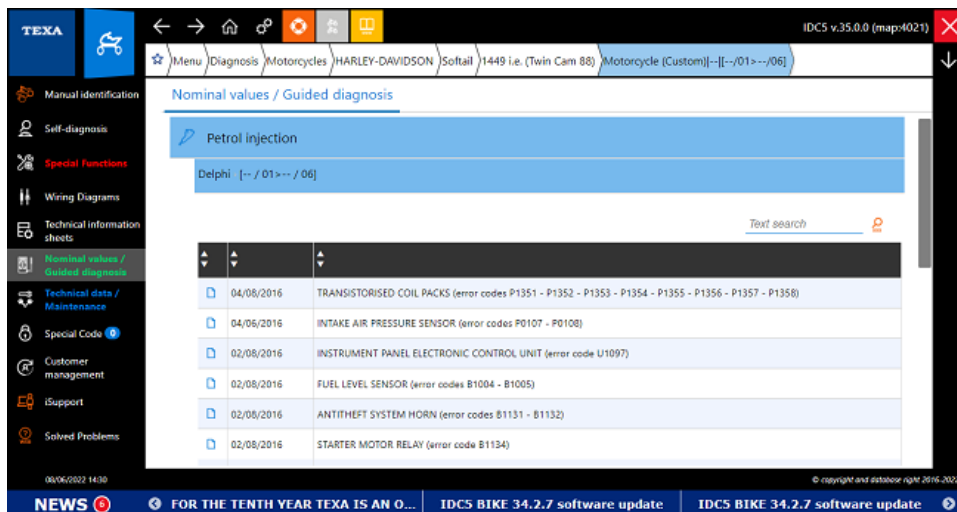 TEXA
IDC5 v.35.0.0 (map:4021)
Menu Diagnosis Motorcycles HARLEY-DAVIDSON Softail 1449 i.e. (Twin Cam 88) Motorcycle (Custom)|--|[--/01>--/06]
Manual identification
Self-diagnosis
Special Functions
Wiring Diagrams
Technical information
sheets
Nominal values /
Guided diagnosis
Technical data /
Maintenance
Special Code 0
Customer
management
iSupport
Solved Problems
Nominal values / Guided diagnosis
Petrol injection
Delphi [-- / 01>-- / 06]
Text search
04/08/2016 TRANSISTORISED COIL PACKS (error codes P1351 - P1352 - P1353 - P1354 - P1355 - P1356 - P1357 - P1358)
04/06/2016 INTAKE AIR PRESSURE SENSOR (error codes P0107 - P0108)
02/08/2016 INSTRUMENT PANEL ELECTRONIC CONTROL UNIT (error code U1097)
02/08/2016 FUEL LEVEL SENSOR (error codes B1004 - B1005)
02/08/2016 ANTITHEFT SYSTEM HORN (error codes B1131 - B1132)
02/08/2016 STARTER MOTOR RELAY (error code B1134)
08/06/2022 14:30
© copyright and database right 2016-2022
NEWS 6
FOR THE TENTH YEAR TEXA IS AN O... IDC5 BIKE 34.2.7 software update IDC5 BIKE 34.2.7 software update